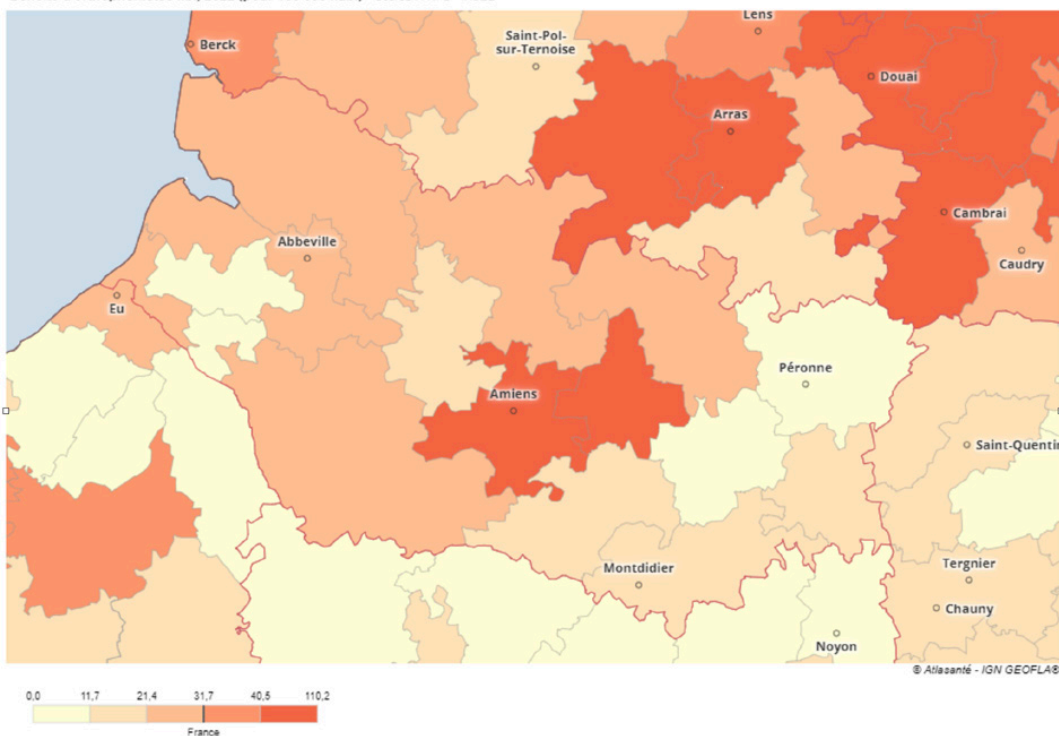 Berck
Saint-Pol-
sur-Ternoise
Lens
Douai
Arras
Cambrai
Abbeville
Caudry
Eu
Péronne
Amiens
Saint-Quentin
Montdidier
Tergnier
Chauny
Noyon
© Atlasanté - IGN GEOFLA®
0,0 11,7 21,4 31,7 40,5 110,2
France